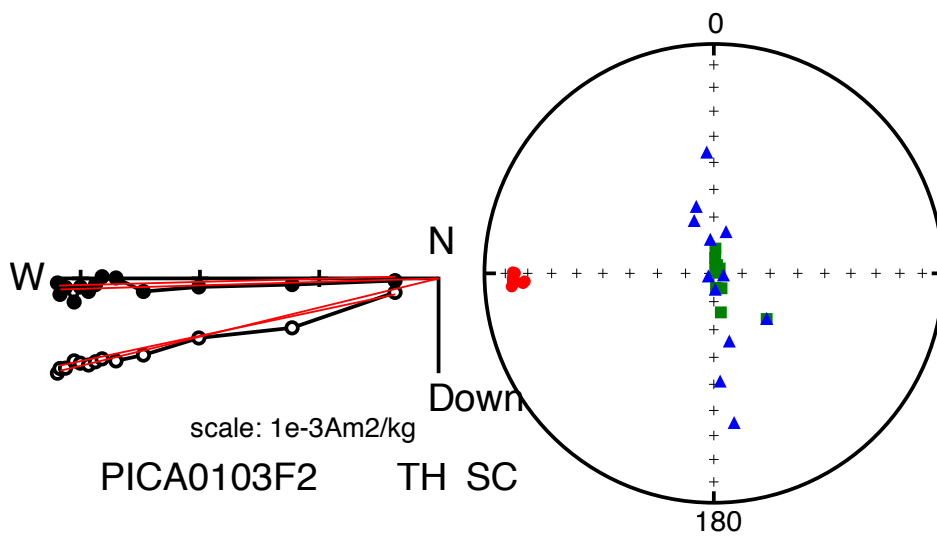 0
N
W
Down
scale: 1e-3Am2/kg
PICA0103F2 TH SC
180